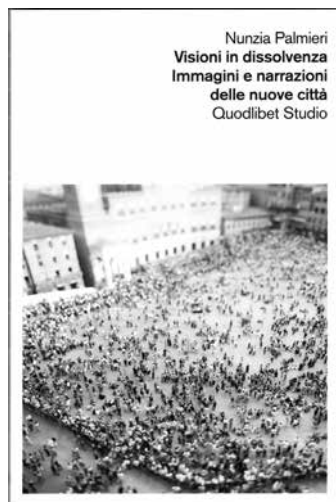 Nunzia Palmieri
Visioni in dissolvenza
Immagini e narrazioni
delle nuove città
Quodlibet Studio